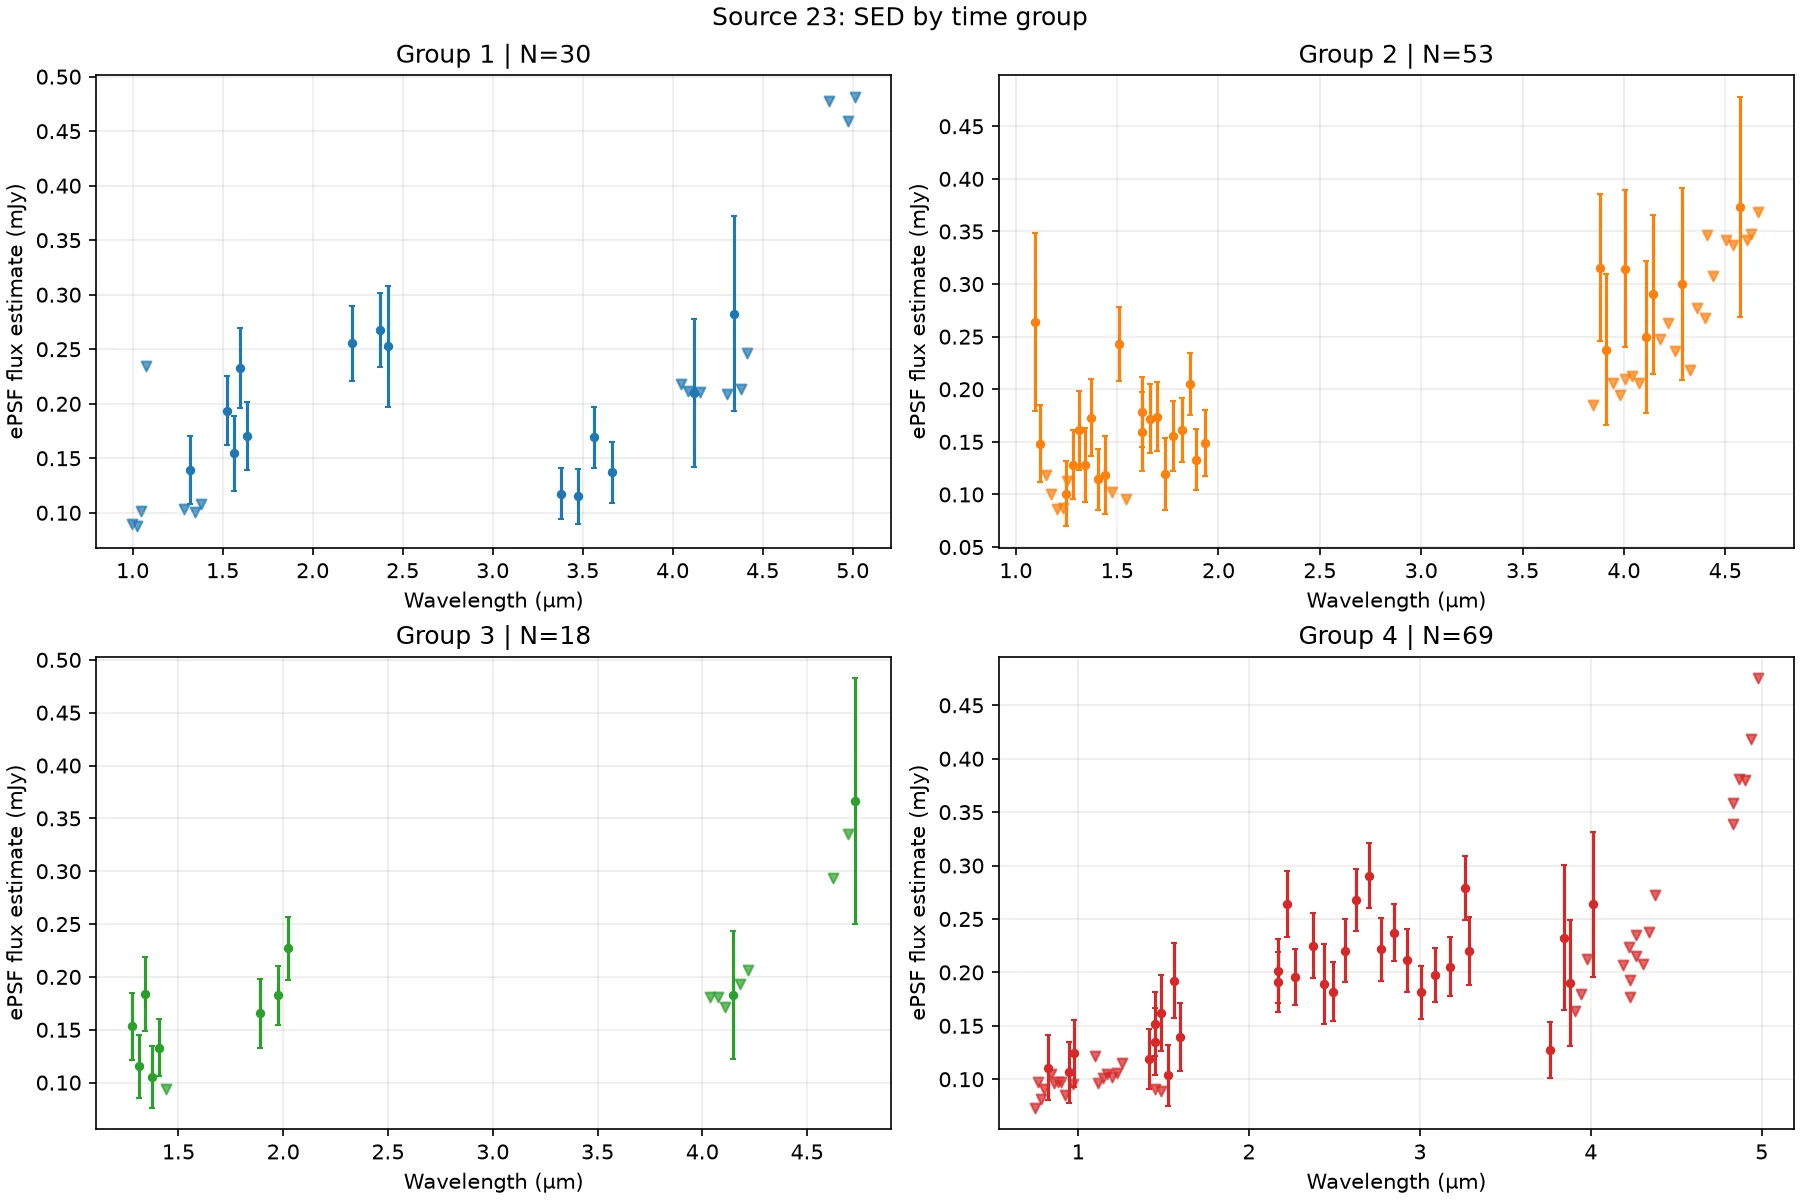 Source 23: SED by time group
Group 1 | N=30
0.50
0.45
0.40
0.35
0.30
0.25
0.20
0.15
0.10
ePSF flux estimate (mJy)
1.0 1.5 2.0 2.5 3.0 3.5 4.0 4.5 5.0
Wavelength (μm)
Group 2 | N=53
0.45
0.40
0.35
0.30
0.25
0.20
0.15
0.10
0.05
ePSF flux estimate (mJy)
1.0 1.5 2.0 2.5 3.0 3.5 4.0 4.5
Wavelength (μm)
Group 3 | N=18
0.50
0.45
0.40
0.35
0.30
0.25
0.20
0.15
0.10
ePSF flux estimate (mJy)
1.5 2.0 2.5 3.0 3.5 4.0 4.5
Wavelength (μm)
Group 4 | N=69
0.45
0.40
0.35
0.30
0.25
0.20
0.15
0.10
ePSF flux estimate (mJy)
1 2 3 4 5
Wavelength (μm)